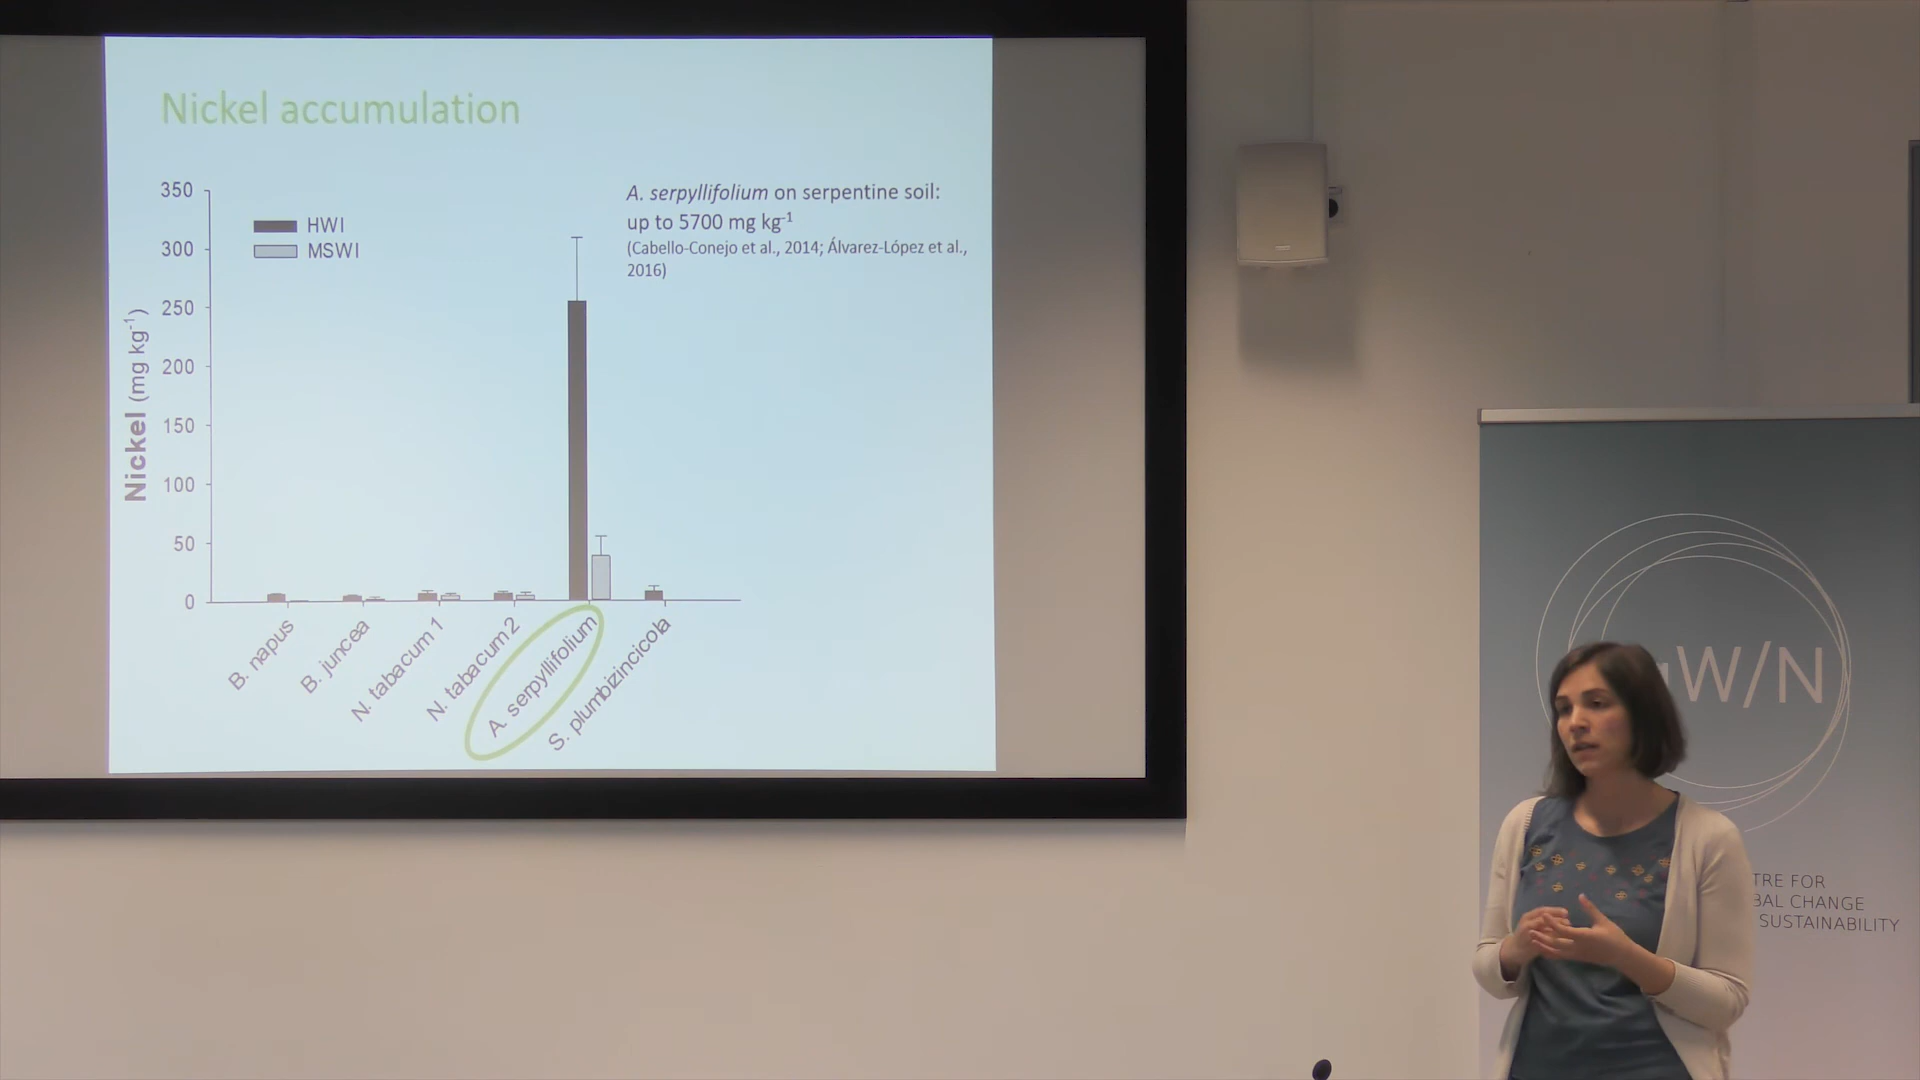 Nickel accumulation
A. serpyllifolium on serpentine soil:
up to 5700 mg kg⁻¹
(Cabello-Conejo et al., 2014; Álvarez-López et al.,
2016)
HWI
MSWI
Nickel (mg kg⁻¹)
350
300
250
200
150
100
50
0
B. napus
B. juncea
N. tabacum 1
N. tabacum 2
A. serpyllifolium
S. plumbizincicola
W/N
TRE FOR
BAL CHANGE
SUSTAINABILITY